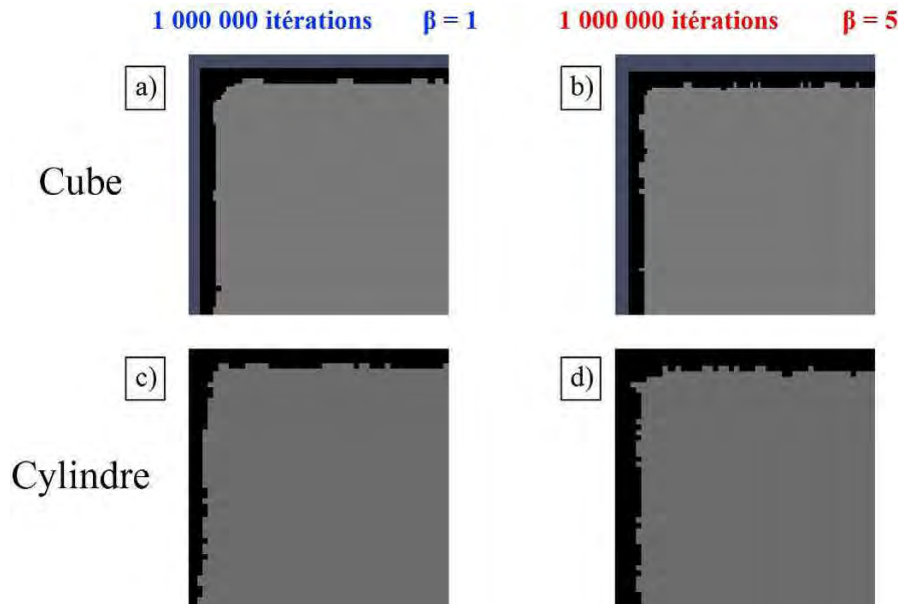 1 000 000 itérations β = 1 1 000 000 itérations β = 5
a) b)
Cube
c) d)
Cylindre